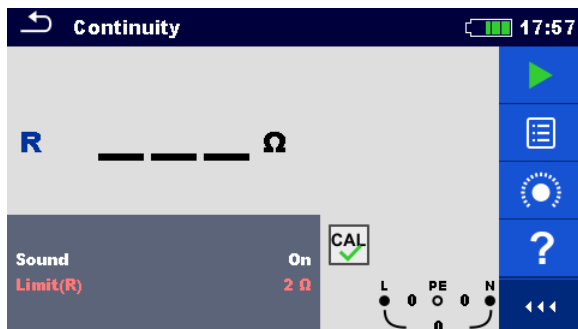 Continuity 17:57
R _ _ _ Ω
Sound On
Limit(R) 2 Ω
CAL
L PE N
0 0
0
?